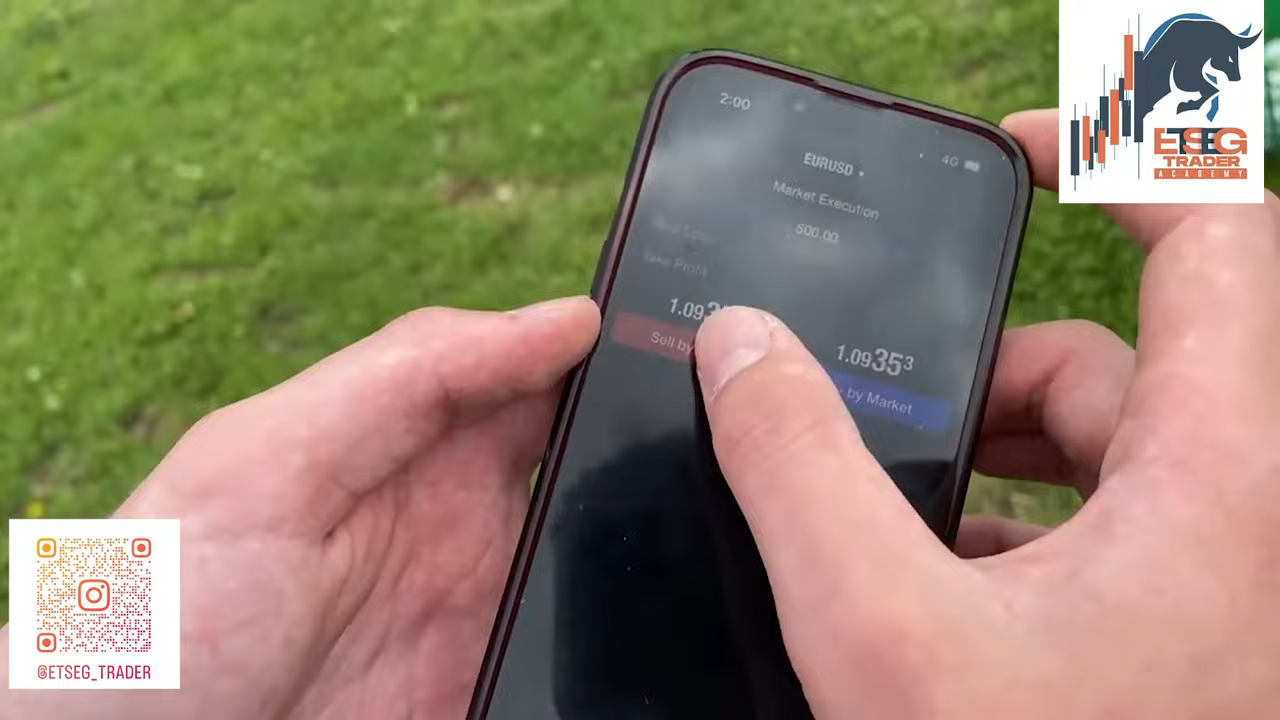 2:00
4G
EURUSD
Market Execution
500.00
Take Profit
1.09
1.09353
Sell by
by Market
ETSEG
TRADER
ACADEMY
@ETSEG_TRADER